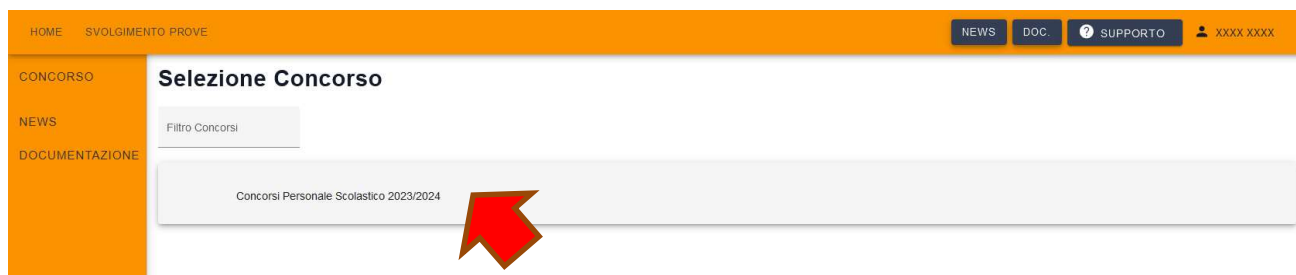 HOME SVOLGIMENTO PROVE NEWS DOC. ? SUPPORTO XXXX XXXX
CONCORSO
NEWS
DOCUMENTAZIONE
Selezione Concorso
Filtro Concorsi
Concorsi Personale Scolastico 2023/2024